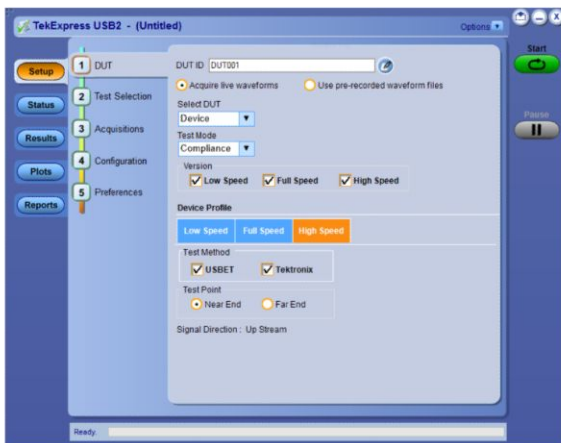 TekExpress USB2 - (Untitled)
Options
Start
Setup
Status
Results
Plots
Reports
1 DUT
2 Test Selection
3 Acquisitions
4 Configuration
5 Preferences
DUT ID DUT001
Acquire live waveforms Use pre-recorded waveform files
Select DUT
Device
Test Mode
Compliance
Version
Low Speed Full Speed High Speed
Device Profile
Low Speed Full Speed High Speed
Test Method
USBET Tektronix
Test Point
Near End Far End
Signal Direction : Up Stream
Pause
Ready.